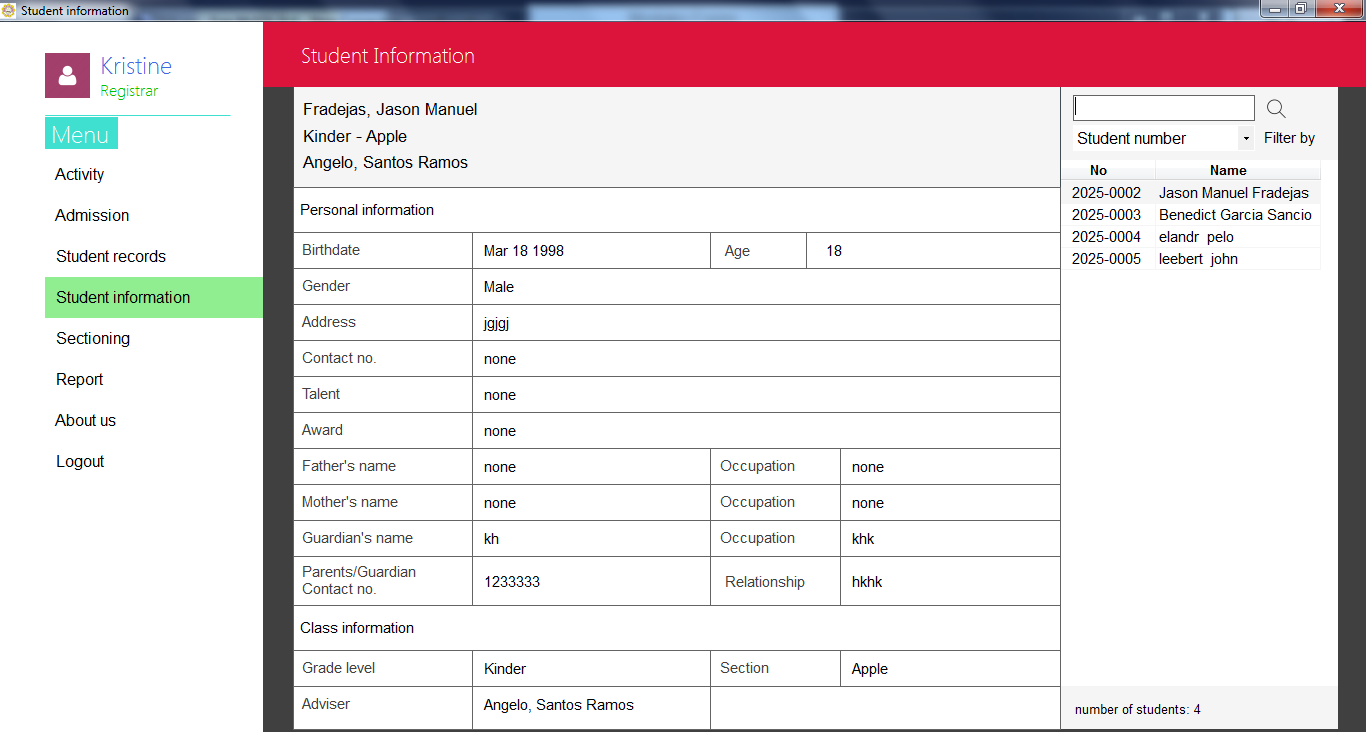 Student information
Kristine
Registrar
Menu
Activity
Admission
Student records
Student information
Sectioning
Report
About us
Logout
Student Information
Fradejas, Jason Manuel
Kinder - Apple
Angelo, Santos Ramos
Personal information
Birthdate Mar 18 1998 Age 18
Gender Male
Address jgjgj
Contact no. none
Talent none
Award none
Father's name none Occupation none
Mother's name none Occupation none
Guardian's name kh Occupation khk
Parents/Guardian
Contact no. 1233333 Relationship hkhk
Class information
Grade level Kinder Section Apple
Adviser Angelo, Santos Ramos
Student number Filter by
No Name
2025-0002 Jason Manuel Fradejas
2025-0003 Benedict Garcia Sancio
2025-0004 elandr pelo
2025-0005 leebert john
number of students: 4